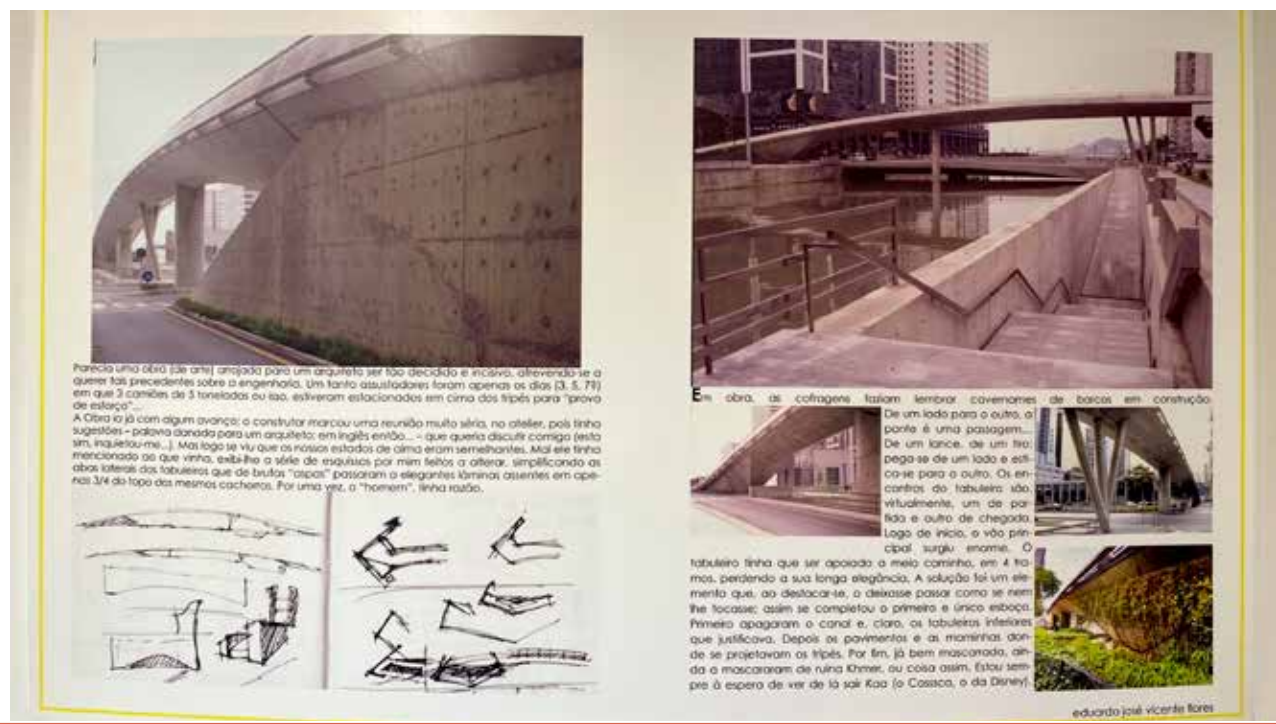 Parecia uma obra (de arte) arrojada para um arquiteto ser tão decidido e incisivo, atrevendo-se a
querer tais precedentes sobre a engenharia. Um tanto assustadores foram apenas os dias (3, 5, 7?)
em que 3 camiões de 5 toneladas ou isso, estiveram estacionados em cima dos tripés para “prova
de esforço”...
A Obra ia já com algum avanço; o construtor marcou uma reunião muito séria, no atelier, pois tinha
sugestões – palavra danada para um arquiteto; em inglês então... – que queria discutir comigo (esta
sim, inquietou-me...). Mas logo se viu que os nossos estados de alma eram semelhantes. Mal ele tinha
mencionado ao que vinha, exibi-lhe a série de esquissos por mim feitos a alterar, simplificando as
abas laterais dos tabuleiros que de brutas “aspas” passaram a elegantes lâminas assentes em ape-
nas 3/4 do topo dos mesmos cachorros. Por uma vez, o “homem”, tinha razão.
Em obra, as cofragens faziam lembrar cavernames de barcos em construção.
De um lado para o outro, a
ponte é uma passagem...
De um lance, de um tiro;
pega-se de um lado e esti-
ca-se para o outro. Os en-
contros do tabuleiro são,
virtualmente, um de par-
tida e outro de chegada.
Logo de início, o vão prin-
cipal surgiu enorme. O
tabuleiro tinha que ser apoiado a meio caminho, em 4 tra-
mos, perdendo a sua longa elegância. A solução foi um ele-
mento que, ao destacar-se, o deixasse passar como se nem
lhe tocasse; assim se completou o primeiro e único esboço.
Primeiro apagaram o canal e, claro, os tabuleiros inferiores
que justificava. Depois os pavimentos e as maminhas don-
de se projetavam os tripés. Por fim, já bem mascarrada, ain-
da a mascararam de ruína Khmer, ou coisa assim. Estou sem-
pre à espera de ver de lá sair Kaa (o Cossaca, o da Disney).
eduardo josé vicente flores